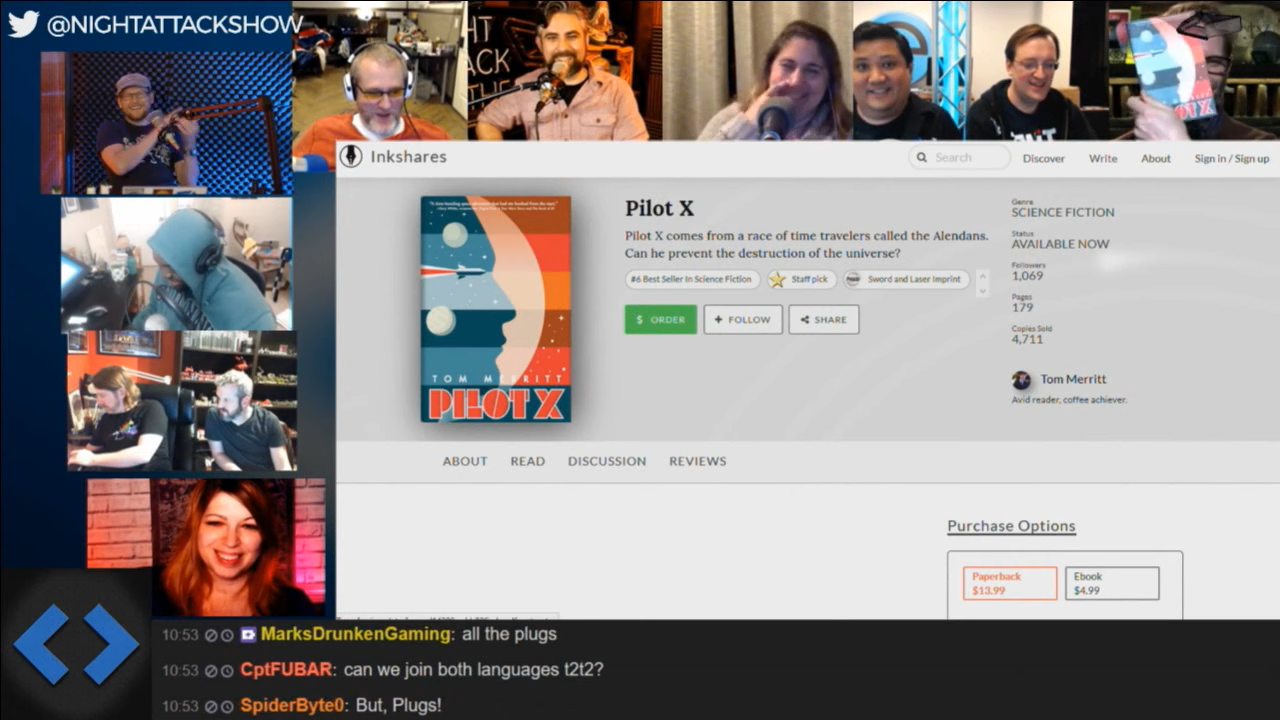 @NIGHTATTACKSHOW
Inkshares
Search
Discover
Write
About
Sign in / Sign up
TOM MERRITT
PILOT X
Pilot X
Pilot X comes from a race of time travelers called the Alendans.
Can he prevent the destruction of the universe?
#6 Best Seller In Science Fiction
Staff pick
Sword and Laser Imprint
$ ORDER
+ FOLLOW
SHARE
Genre
SCIENCE FICTION
Status
AVAILABLE NOW
Followers
1,069
Pages
179
Copies Sold
4,711
Tom Merritt
Avid reader, coffee achiever.
ABOUT
READ
DISCUSSION
REVIEWS
Purchase Options
Paperback
$13.99
Ebook
$4.99
10:53 MarksDrunkenGaming: all the plugs
10:53 CptFUBAR: can we join both languages t2t2?
10:53 SpiderByte0: But, Plugs!